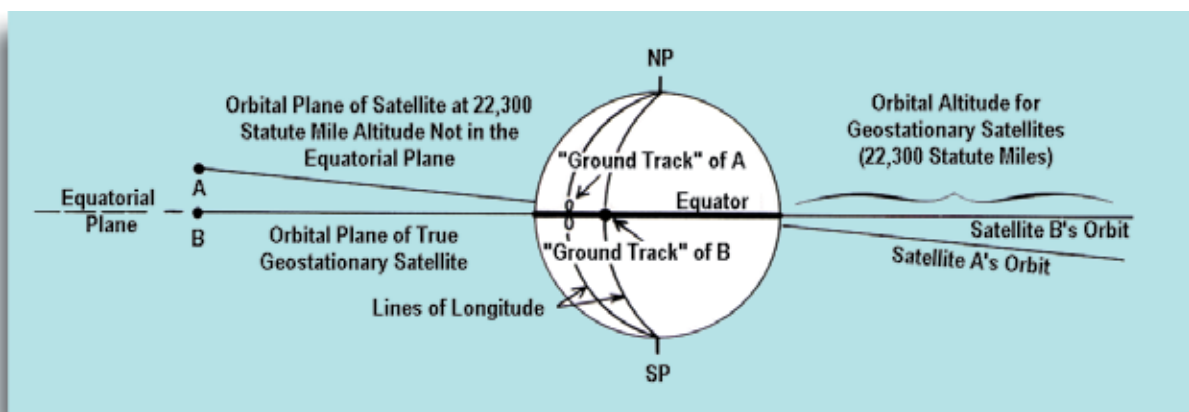 NP
Orbital Plane of Satellite at 22,300
Statute Mile Altitude Not in the
Equatorial Plane
Orbital Altitude for
Geostationary Satellites
(22,300 Statute Miles)
"Ground Track" of A
A
Equatorial
Plane
B
Equator
Orbital Plane of True
Geostationary Satellite
"Ground Track" of B
Satellite B's Orbit
Satellite A's Orbit
Lines of Longitude
SP